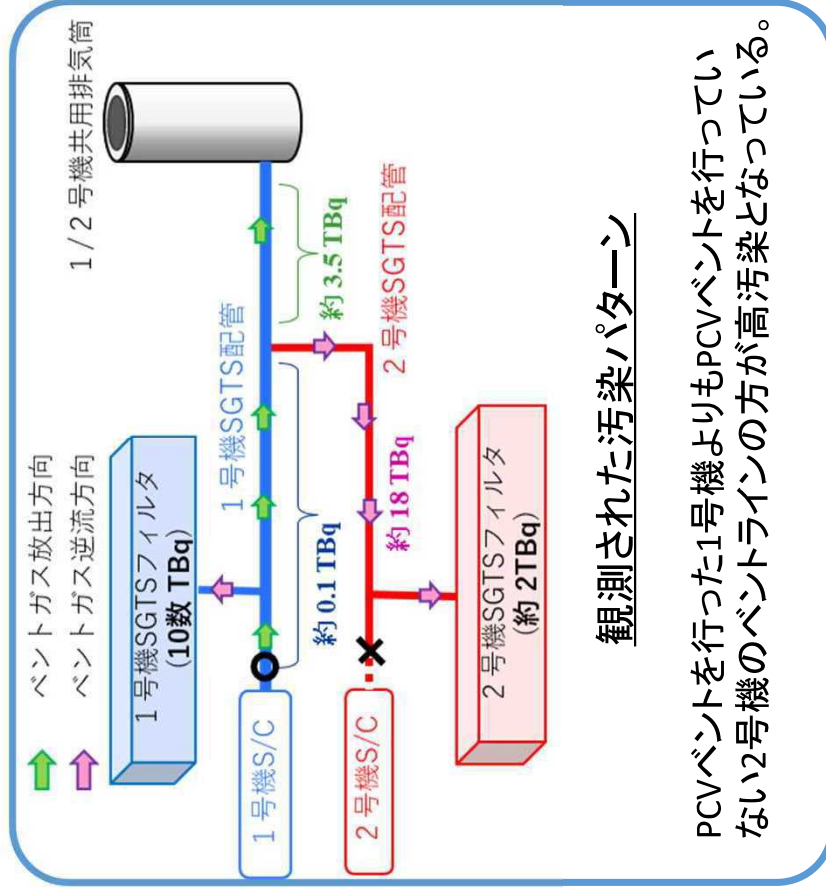 ベントガス放出方向
ベントガス逆流方向
1号機SGTSフィルタ
(10数 TBq)
1号機SGTS配管
1/2号機共用排気筒
1号機S/C
約 0.1 TBq
約 3.5 TBq
2号機S/C
約 18 TBq
2号機SGTS配管
2号機SGTSフィルタ
(約 2TBq)
観測された汚染パターン
PCVベントを行った1号機よりもPCVベントを行ってい
ない2号機のベントラインの方が高汚染となっている。